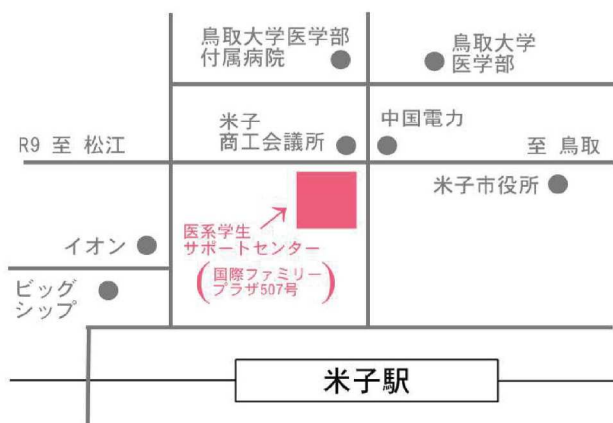 鳥取大学医学部
付属病院
鳥取大学
医学部
米子
商工会議所
中国電力
R9 至 松江
至 鳥取
米子市役所
医系学生
サポートセンター
(国際ファミリー
プラザ507号)
イオン
ビッグ
シップ
米子駅